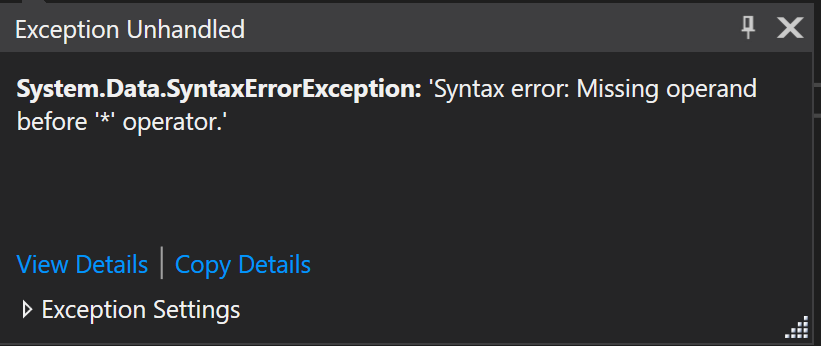 Exception Unhandled
System.Data.SyntaxErrorException: 'Syntax error: Missing operand
before '*' operator.'
View Details | Copy Details
Exception Settings